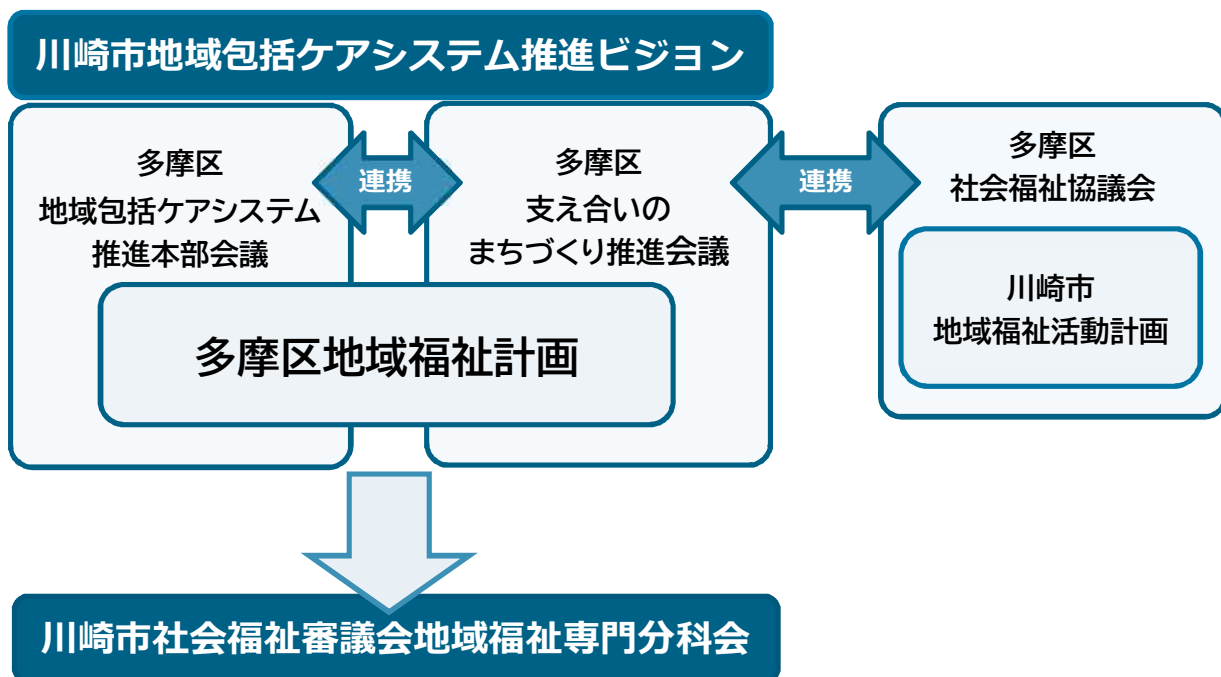 川崎市地域包括ケアシステム推進ビジョン
多摩区
地域包括ケアシステム
推進本部会議
連携
多摩区
支え合いの
まちづくり推進会議
連携
多摩区
社会福祉協議会
川崎市
地域福祉活動計画
多摩区地域福祉計画
川崎市社会福祉審議会地域福祉専門分科会